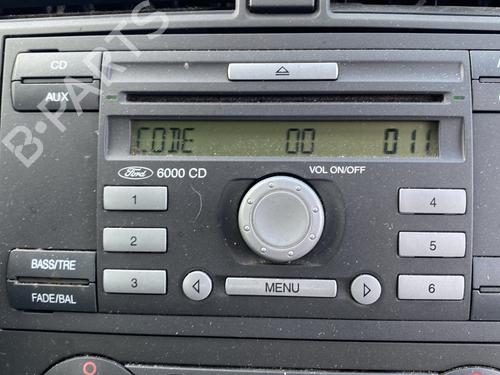 CD
AUX
B-PARTS
CODE 00 011
Ford 6000 CD
VOL ON/OFF
1
4
2
5
BASS/TRE
3
MENU
6
FADE/BAL